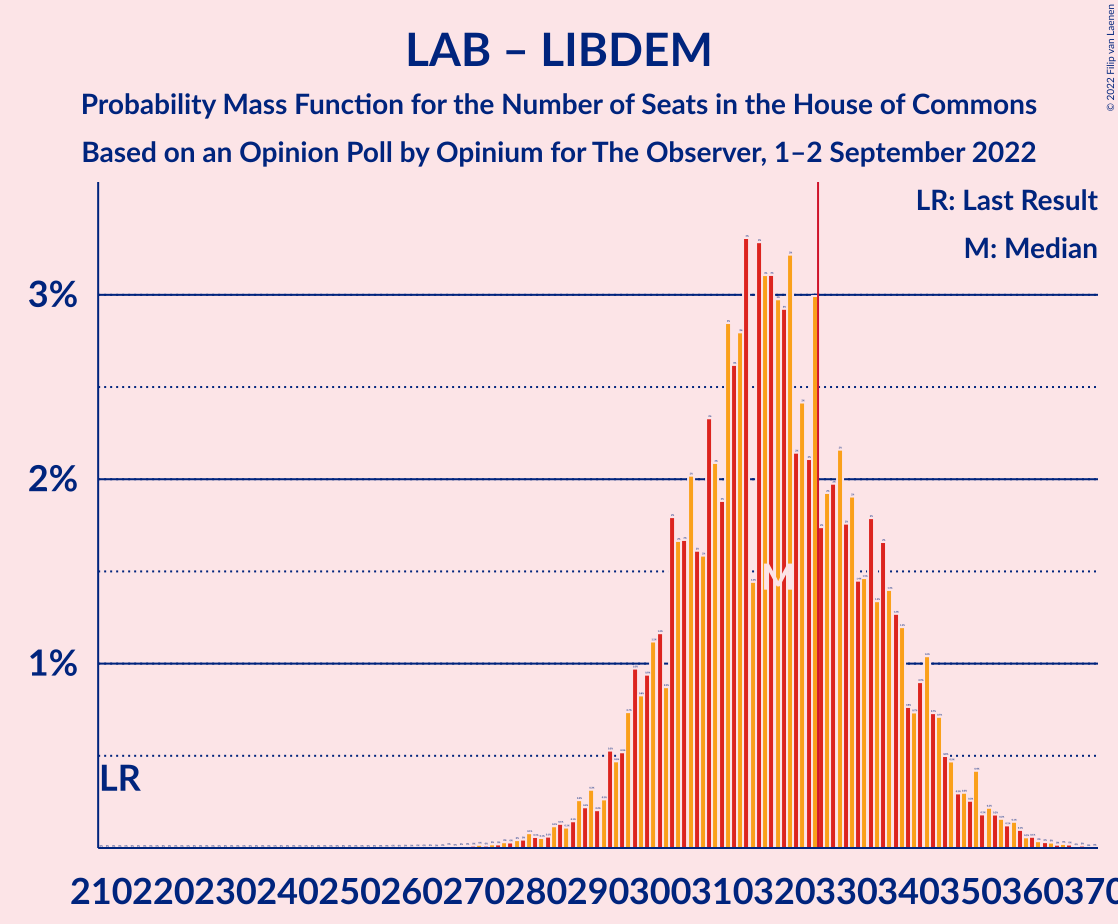 LAB – LIBDEM
Probability Mass Function for the Number of Seats in the House of Commons
Based on an Opinion Poll by Opinium for The Observer, 1–2 September 2022
© 2022 Filip van Laenen
LR: Last Result
M: Median
3%
2%
1%
M
LR
210220230240250260270280290300310320330340350360370